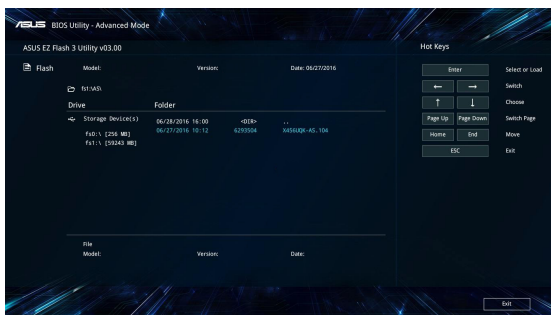 ASUS BIOS Utility - Advanced Mode
ASUS EZ Flash 3 Utility v03.00
Flash
Model: Version: Date: 06/27/2016
fs1:\AS\
Drive Folder
Storage Device(s)
fs0:\ [256 MB]
fs1:\ [59243 MB]
06/28/2016 16:00 <DIR> ..
06/27/2016 10:12 6293504 X456UQK-AS.104
File
Model: Version: Date:
Hot Keys
Enter Select or Load
← → Switch
↑ ↓ Choose
Page Up Page Down Switch Page
Home End Move
ESC Exit
Exit